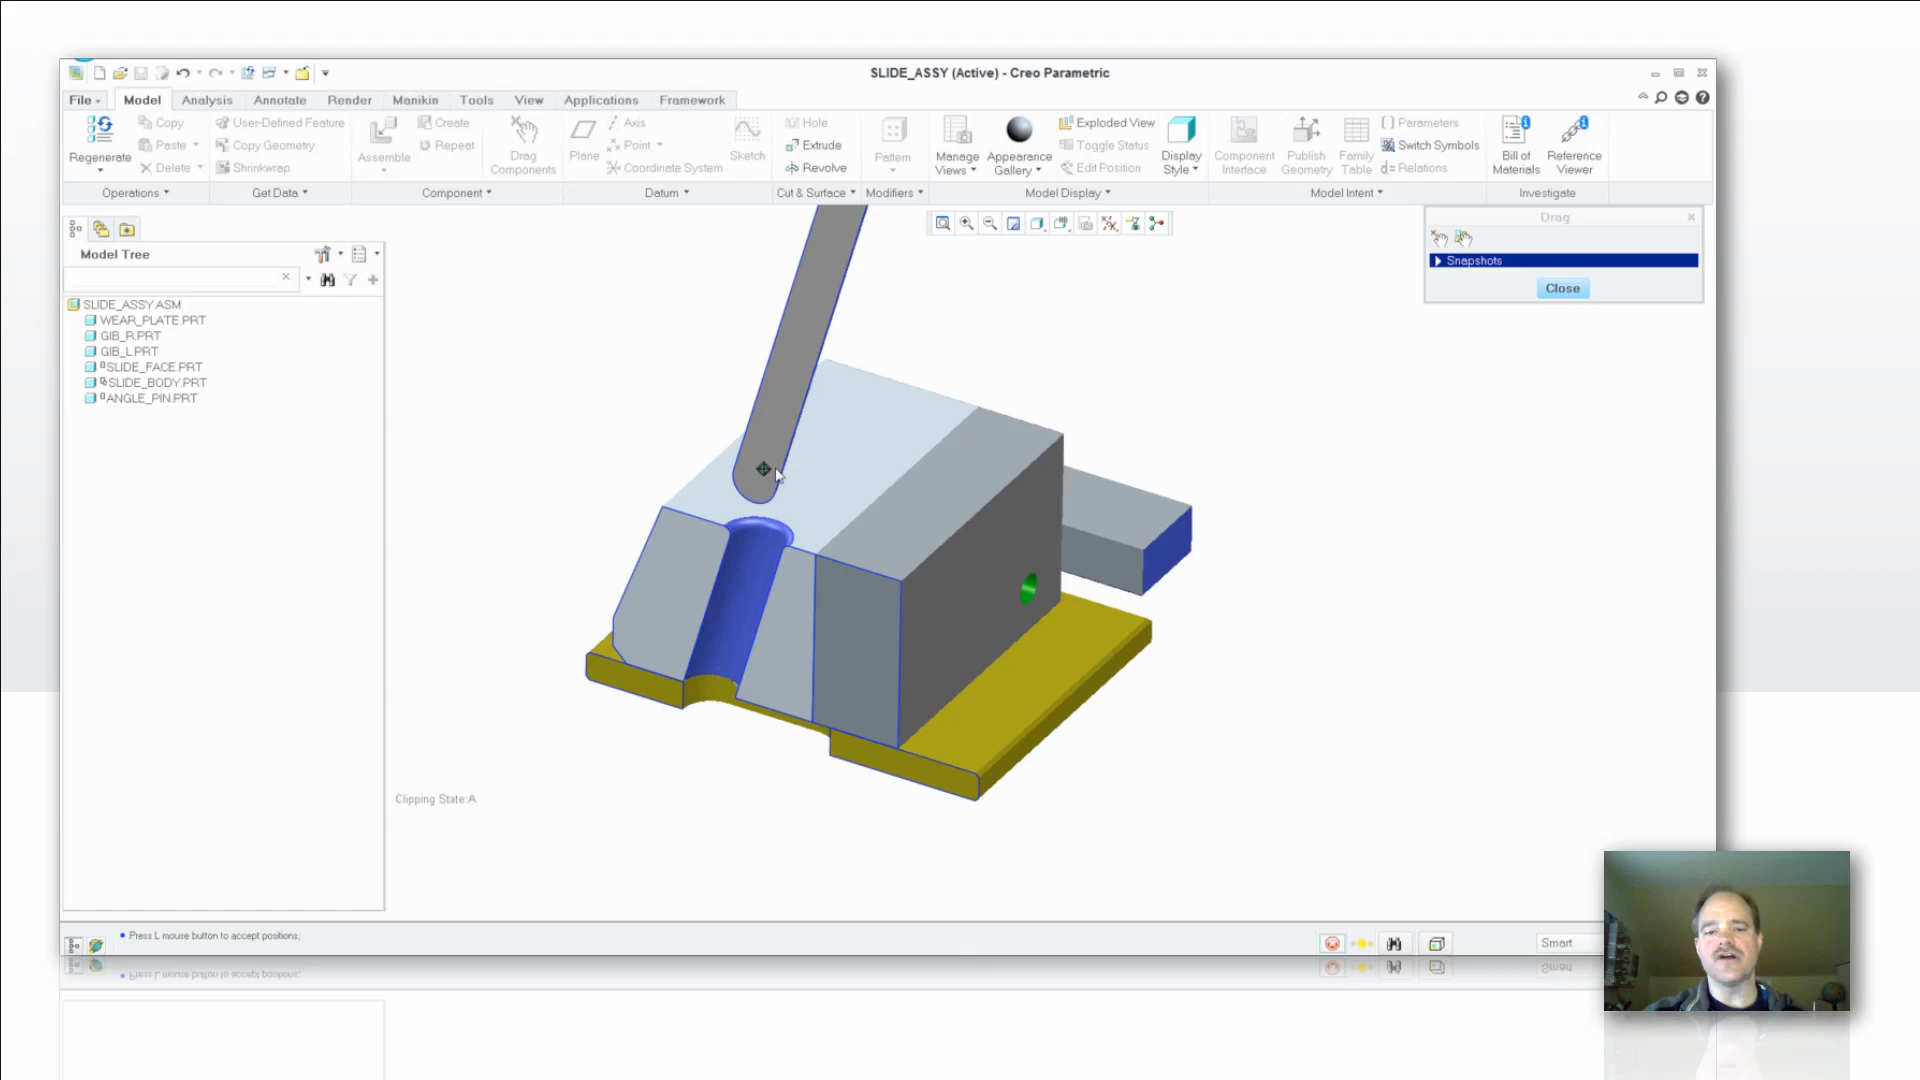 SLIDE_ASSY (Active) - Creo Parametric
File Model Analysis Annotate Render Manikin Tools View Applications Framework
Regenerate
Copy
Paste
Delete
User-Defined Feature
Copy Geometry
Shrinkwrap
Assemble
Create
Repeat
Drag
Components
Plane
Axis
Point
Coordinate System
Sketch
Hole
Extrude
Revolve
Pattern
Manage
Views
Appearance
Gallery
Exploded View
Toggle Status
Edit Position
Display
Style
Component
Interface
Publish
Geometry
Family
Table
Parameters
Switch Symbols
d= Relations
Bill of
Materials
Reference
Viewer
Operations Get Data Component Datum Cut & Surface Modifiers Model Display Model Intent Investigate
Model Tree
SLIDE_ASSY.ASM
WEAR_PLATE.PRT
GIB_R.PRT
GIB_L.PRT
SLIDE_FACE.PRT
SLIDE_BODY.PRT
ANGLE_PIN.PRT
Drag
Snapshots
Close
Clipping State:A
Press L mouse button to accept positions;
Smart